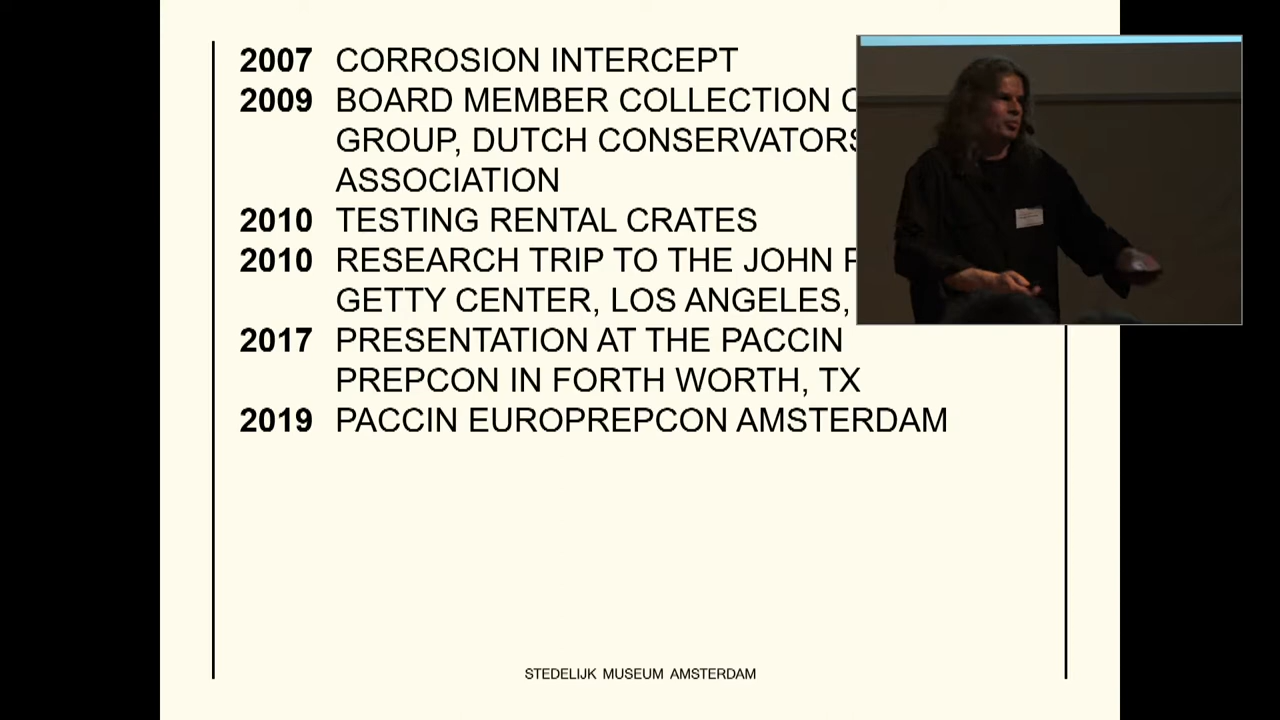 2007 CORROSION INTERCEPT
2009 BOARD MEMBER COLLECTION
GROUP, DUTCH CONSERVATORS
ASSOCIATION
2010 TESTING RENTAL CRATES
2010 RESEARCH TRIP TO THE JOHN
GETTY CENTER, LOS ANGELES,
2017 PRESENTATION AT THE PACCIN
PREPCON IN FORTH WORTH, TX
2019 PACCIN EUROPREPCON AMSTERDAM
STEDELIJK MUSEUM AMSTERDAM